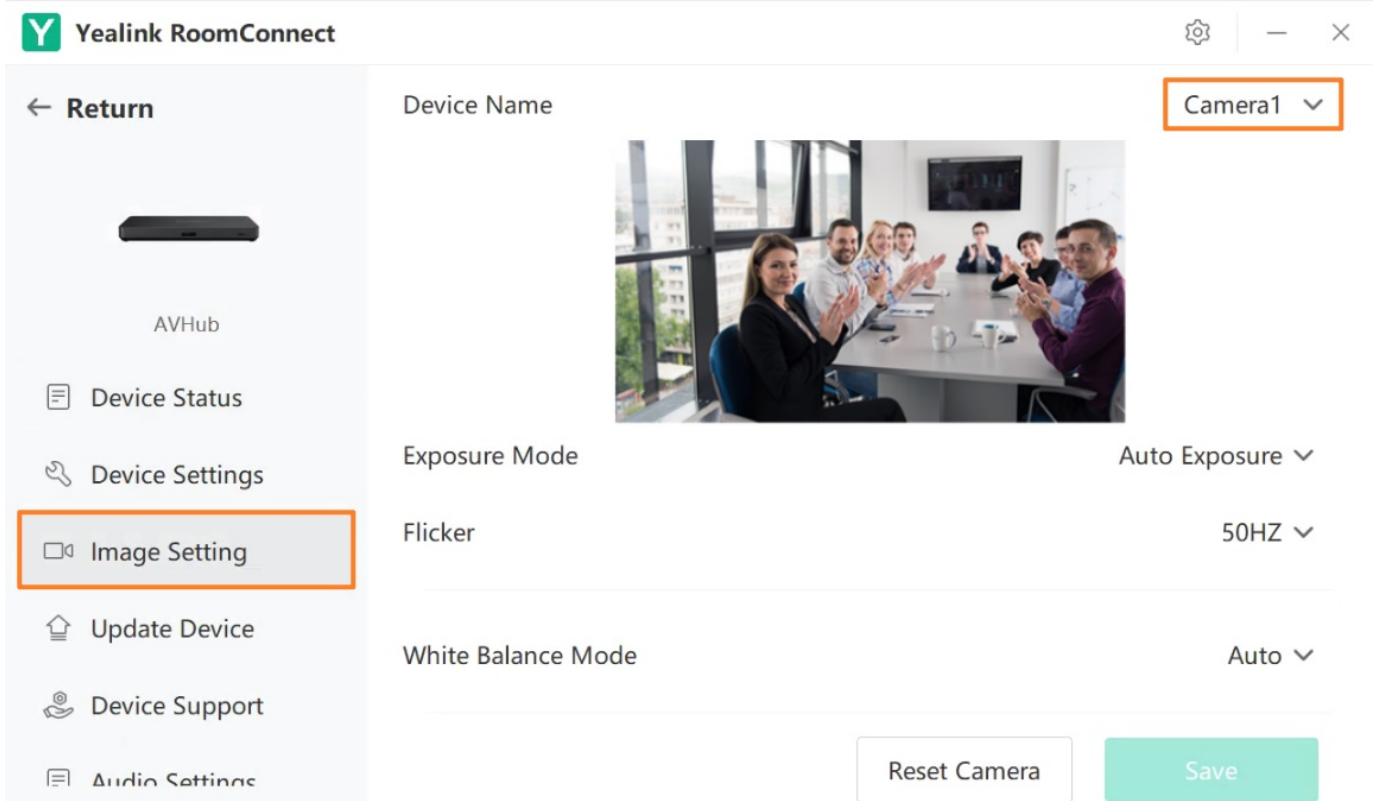 Y Yealink RoomConnect
Return
Device Name
Camera1
AVHub
Device Status
Device Settings
Image Setting
Update Device
Device Support
Audio Settings
Exposure Mode
Auto Exposure
Flicker
50HZ
White Balance Mode
Auto
Reset Camera
Save